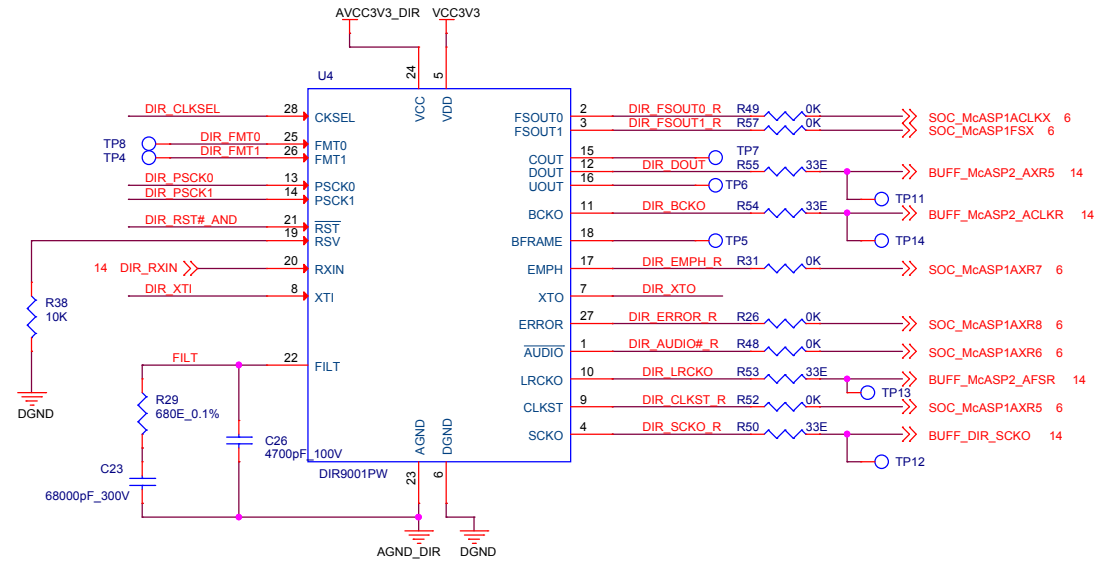 AVCC3V3_DIR VCC3V3
24 5
U4
VCC VDD
DIR_CLKSEL 28 CKSEL
FSOUT0 2 DIR_FSOUT0_R R49 0K SOC_McASP1ACLKX 6
FSOUT1 3 DIR_FSOUT1_R R57 0K SOC_McASP1FSX 6
TP8 DIR_FMT0 25 FMT0
TP4 DIR_FMT1 26 FMT1
COUT 15 TP7
DOUT 12 DIR_DOUT R55 33E BUFF_McASP2_AXR5 14
UOUT 16 TP6
DIR_PSCK0 13 PSCK0
DIR_PSCK1 14 PSCK1
TP11
BCKO 11 DIR_BCKO R54 33E BUFF_McASP2_ACLKR 14
DIR_RST#_AND 21 RST
19 RSV
BFRAME 18 TP5
TP14
14 DIR_RXIN 20 RXIN
EMPH 17 DIR_EMPH_R R31 0K SOC_McASP1AXR7 6
DIR_XTI 8 XTI
XTO 7 DIR_XTO
R38
10K
ERROR 27 DIR_ERROR_R R26 0K SOC_McASP1AXR8 6
AUDIO 1 DIR_AUDIO#_R R48 0K SOC_McASP1AXR6 6
FILT 22 FILT
LRCKO 10 DIR_LRCKO R53 33E BUFF_McASP2_AFSR 14
TP13
DGND
R29
680E_0.1%
CLKST 9 DIR_CLKST_R R52 0K SOC_McASP1AXR5 6
SCKO 4 DIR_SCKO_R R50 33E BUFF_DIR_SCKO 14
TP12
C26
4700pF_100V
AGND DGND
DIR9001PW
C23
68000pF_300V
23 6
AGND_DIR DGND